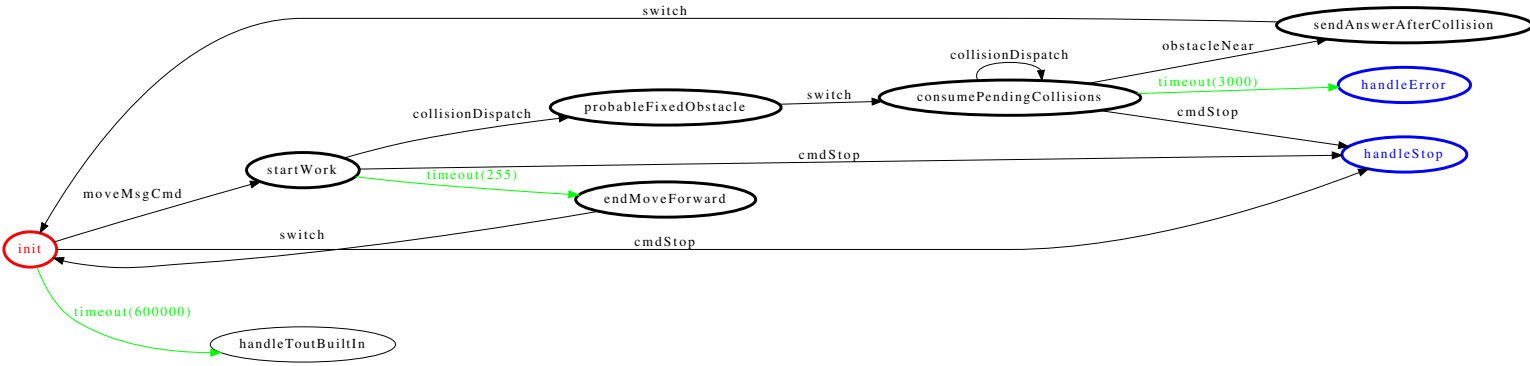 switch
sendAnswerAfterCollision
obstacleNear
collisionDispatch
timeout(3000)
handleError
consumePendingCollisions
switch
probableFixedObstacle
collisionDispatch
cmdStop
handleStop
cmdStop
startWork
timeout(255)
moveMsgCmd
endMoveForward
switch
cmdStop
init
timeout(600000)
handleToutBuiltIn